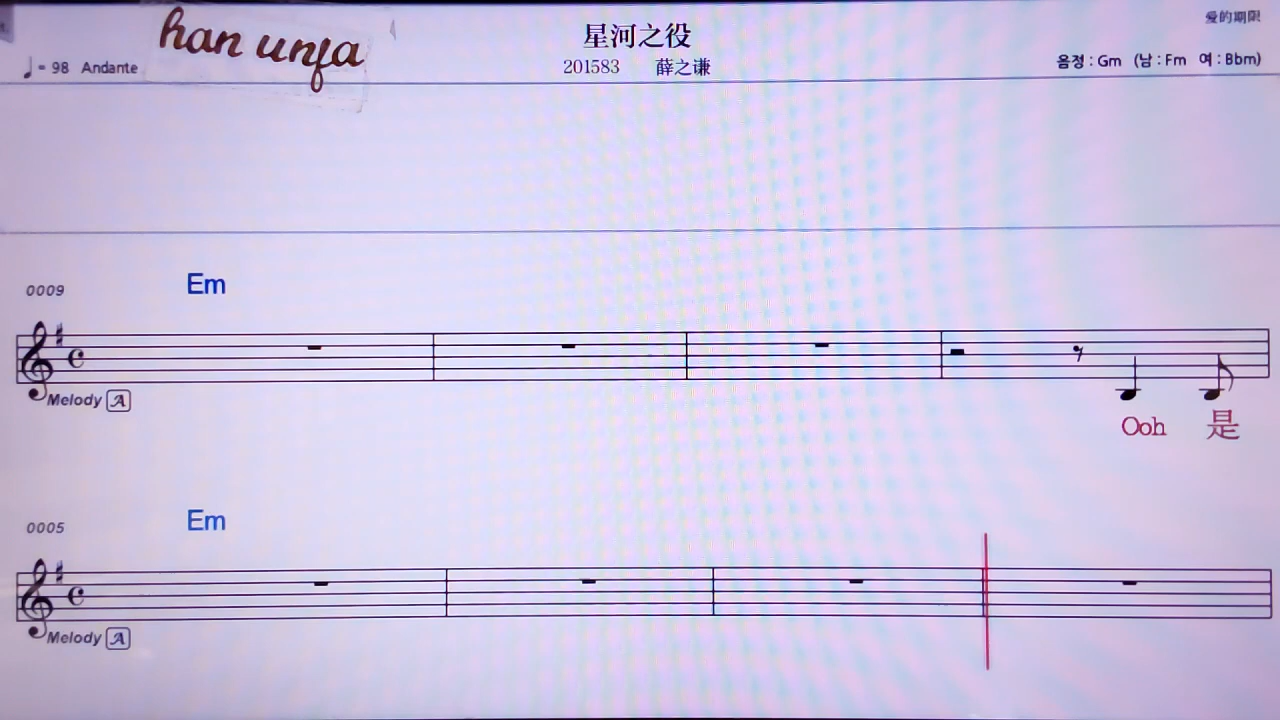 han unfa
星河之役
爱的期限
♩= 98 Andante
201583 薛之谦
음정 : Gm (남 : Fm 여 : Bbm)
0009
Em
Melody A
Ooh 是
0005
Em
Melody A